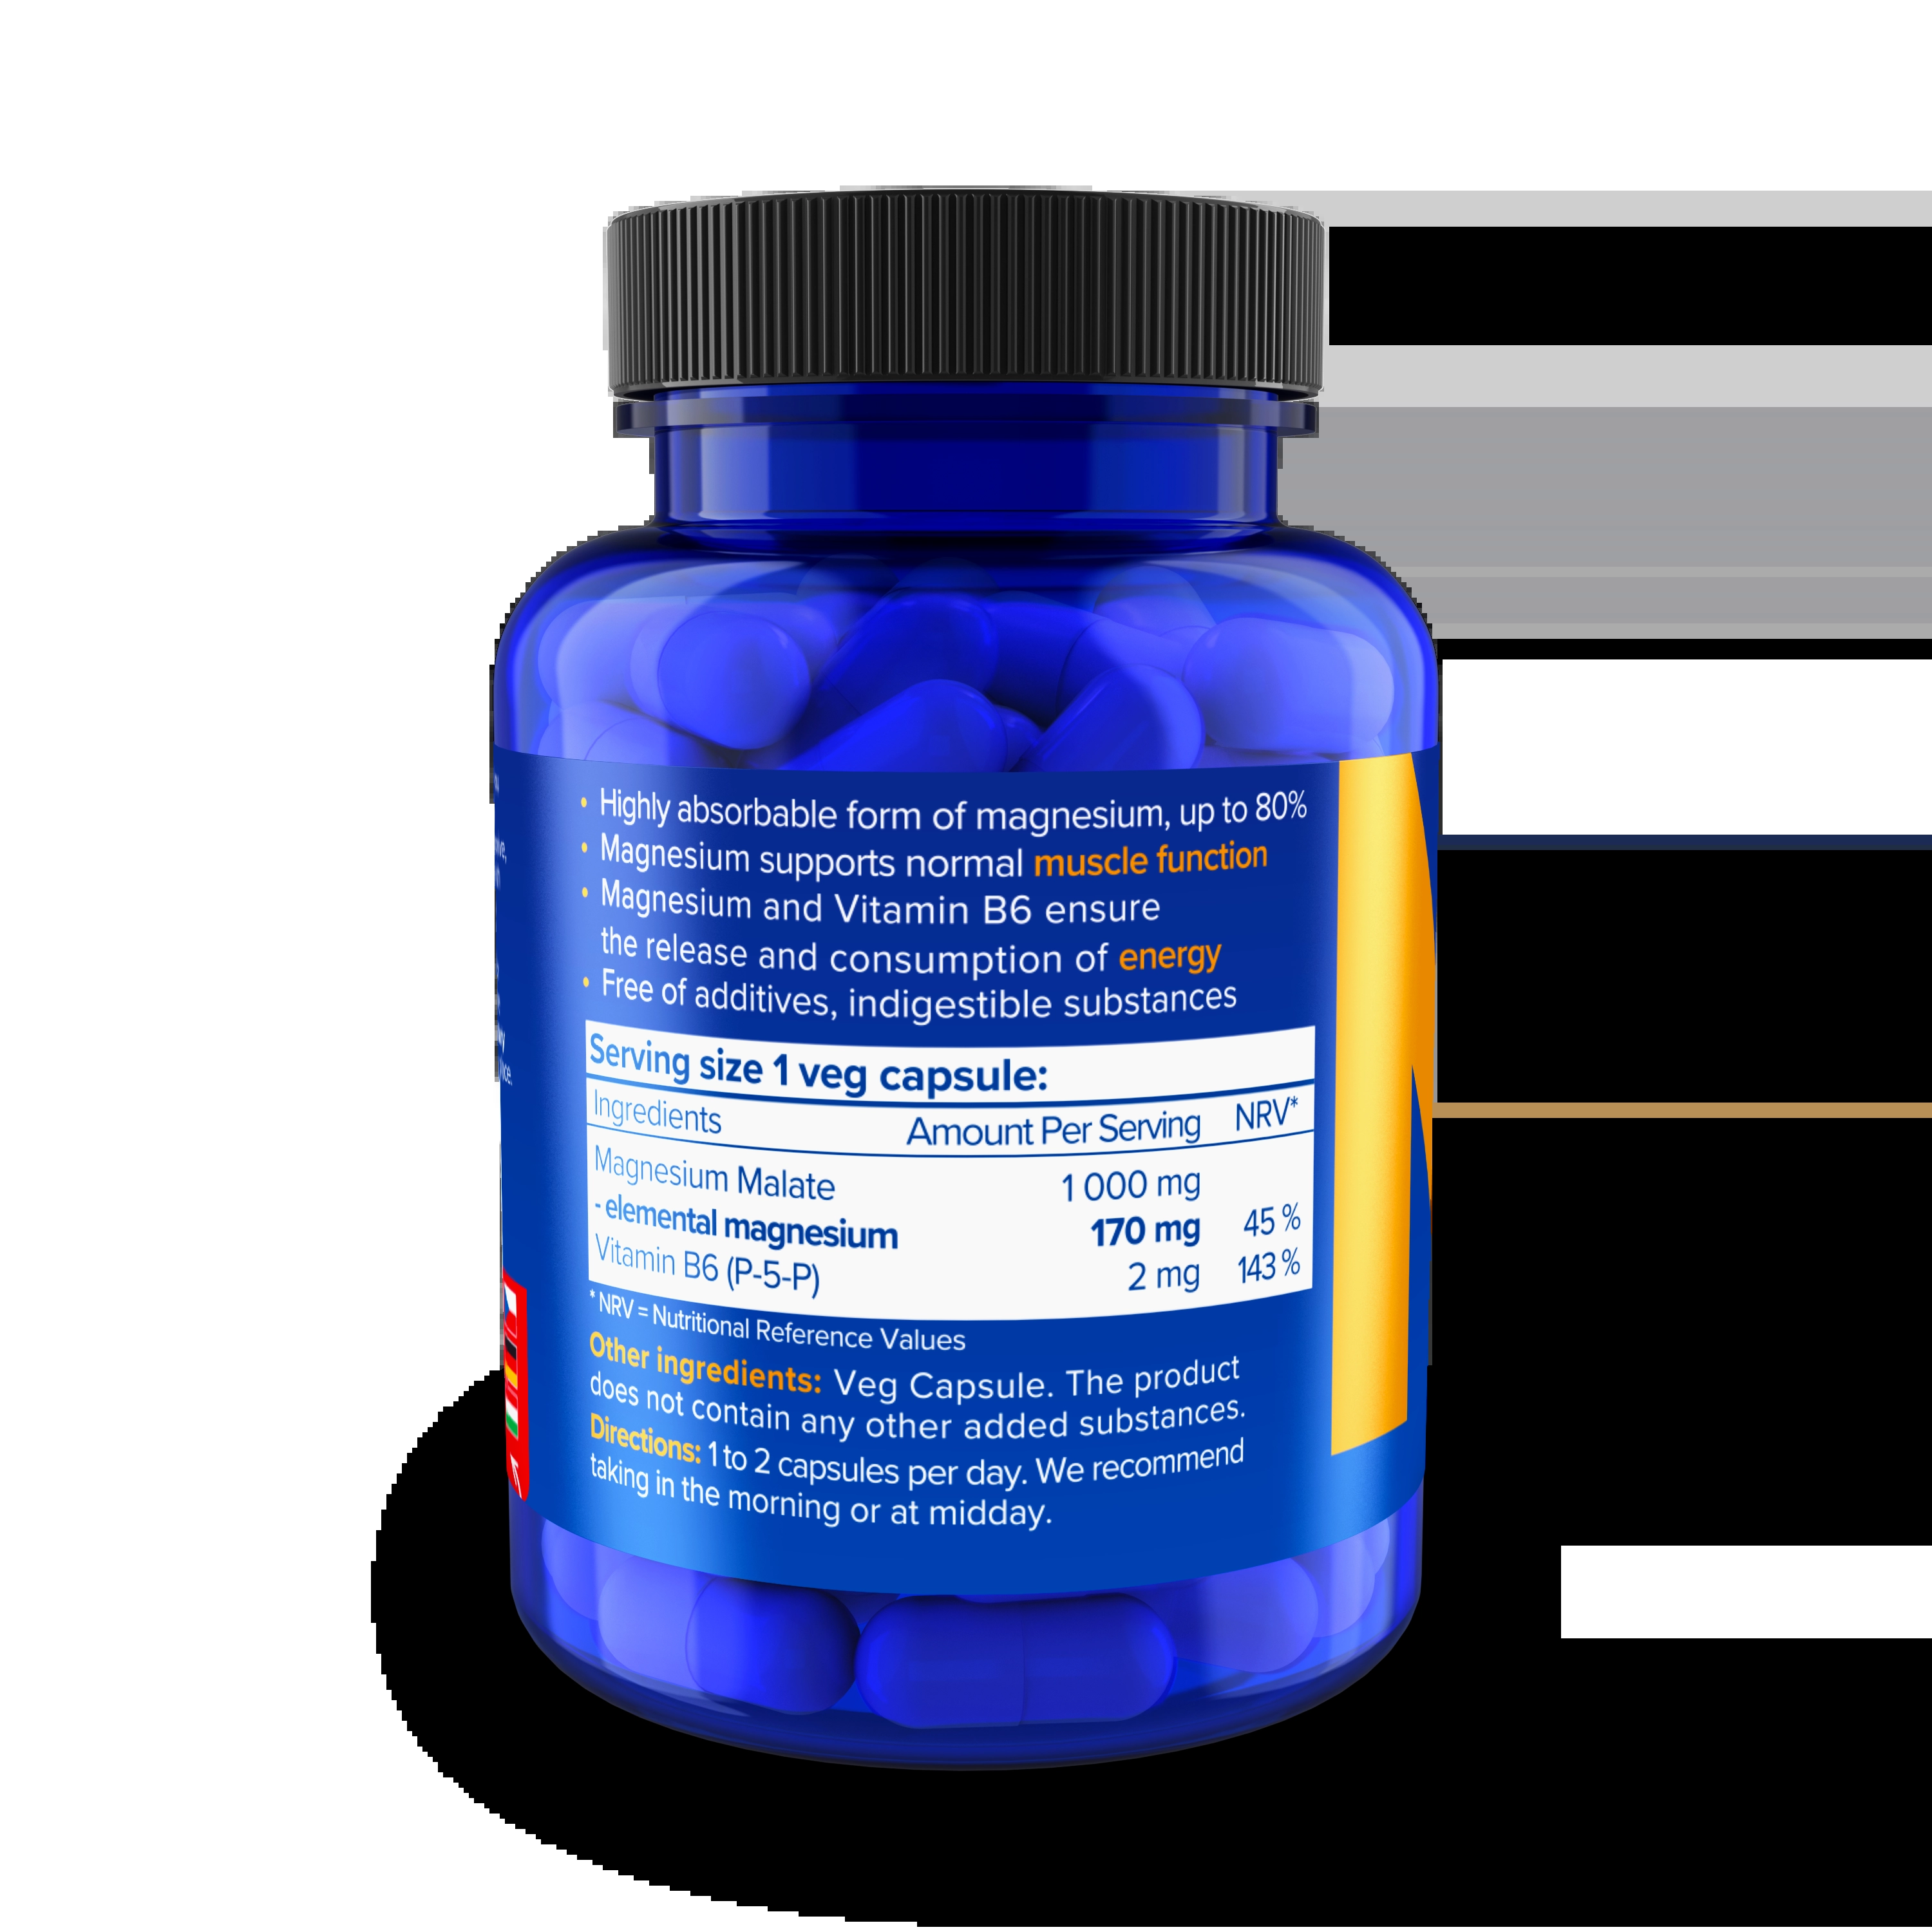 • Highly absorbable form of magnesium, up to 80%
• Magnesium supports normal muscle function
• Magnesium and Vitamin B6 ensure
the release and consumption of energy
• Free of additives, indigestible substances
Serving size 1 veg capsule:
Ingredients Amount Per Serving NRV*
Magnesium Malate 1 000 mg
- elemental magnesium 170 mg 45 %
Vitamin B6 (P-5-P) 2 mg 143 %
* NRV = Nutritional Reference Values
Other ingredients: Veg Capsule. The product
does not contain any other added substances.
Directions: 1 to 2 capsules per day. We recommend
taking in the morning or at midday.